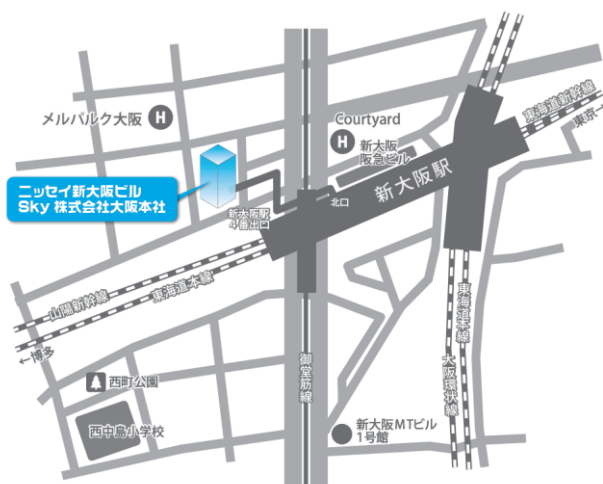 メルパルク大阪
H
Courtyard
H
新大阪
阪急ビル
東海道新幹線
東京→
ニッセイ新大阪ビル
Sky 株式会社大阪本社
新大阪駅
4番出口
北口
新大阪駅
山陽新幹線
東海道本線
←博多
御堂筋線
東海道本線
大阪環状線
西町公園
西中島小学校
新大阪MTビル
1号館